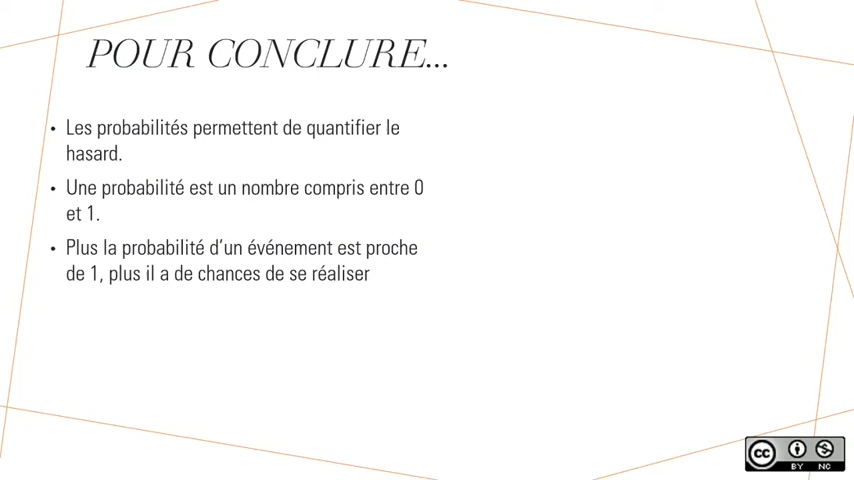 POUR CONCLURE...
• Les probabilités permettent de quantifier le
hasard.
• Une probabilité est un nombre compris entre 0
et 1.
• Plus la probabilité d’un événement est proche
de 1, plus il a de chances de se réaliser
cc
BY NC